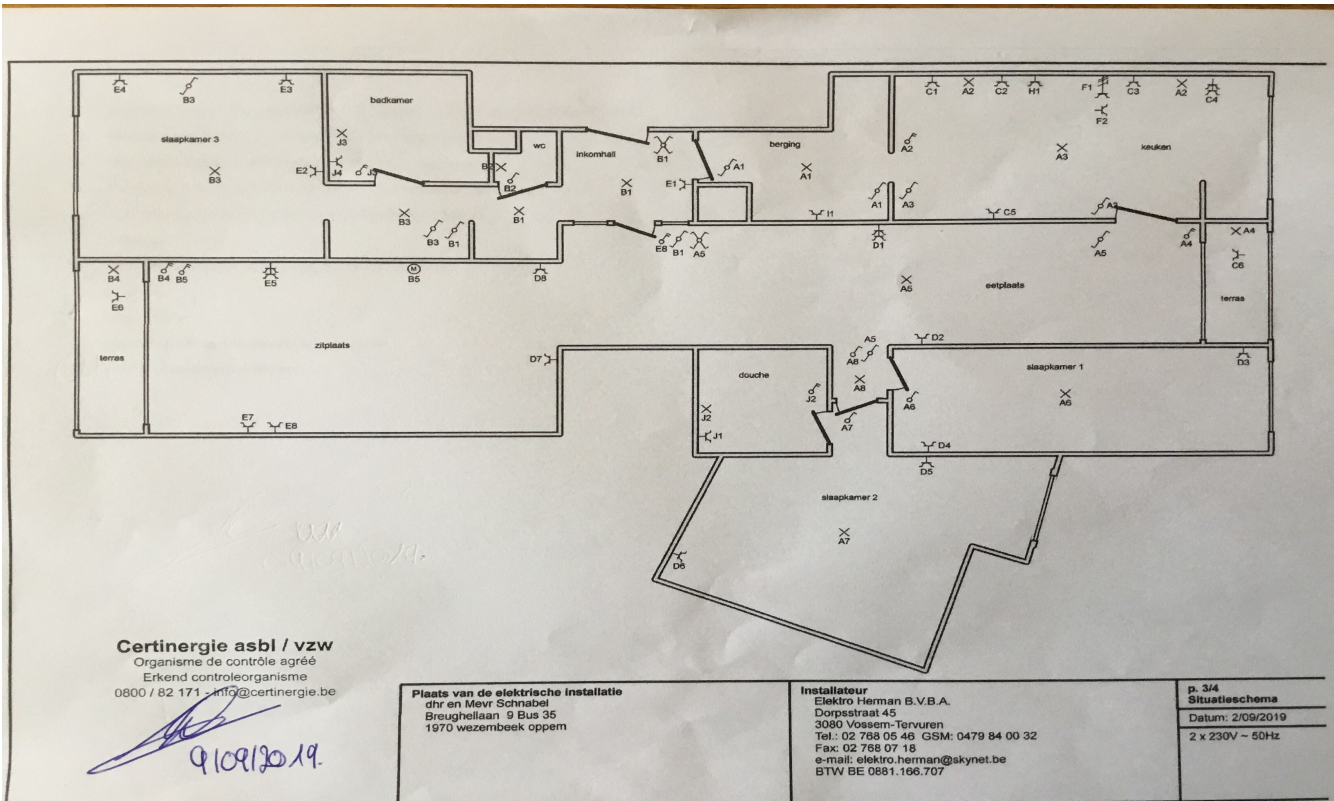 E4
B3
E3
badkamer
J3
slaapkamer 3
J4
J3
E2
B3
B3
B3
B1
wc
B2
B2
B1
inkomhall
B1
B1
E1
E8
B1
A5
berging
A1
A1
A1
I1
D1
C1
A2
C2
H1
F1
F2
C3
A2
C4
A2
A3
keuken
A3
C5
A3
A5
A4
A4
C6
terras
B4
B4
B5
E5
B5
D8
E6
terras
zitplaats
D7
E7
E8
A5
eetplaats
D2
D3
douche
A5
A8
A8
J2
J2
J1
A7
A6
slaapkamer 1
A6
D4
D5
slaapkamer 2
A7
D6
Certinergie asbl / vzw
Organisme de contrôle agréé
Erkend controleorganisme
0800 / 82 171 - info@certinergie.be
9/09/2019.
Plaats van de elektrische installatie
dhr en Mevr Schnabel
Breughellaan 9 Bus 35
1970 wezembeek oppem
Installateur
Elektro Herman B.V.B.A.
Dorpsstraat 45
3080 Vossem-Tervuren
Tel.: 02 768 05 46 GSM: 0479 84 00 32
Fax: 02 768 07 18
e-mail: elektro.herman@skynet.be
BTW BE 0881.166.707
p. 3/4
Situatieschema
Datum: 2/09/2019
2 x 230V ~ 50Hz